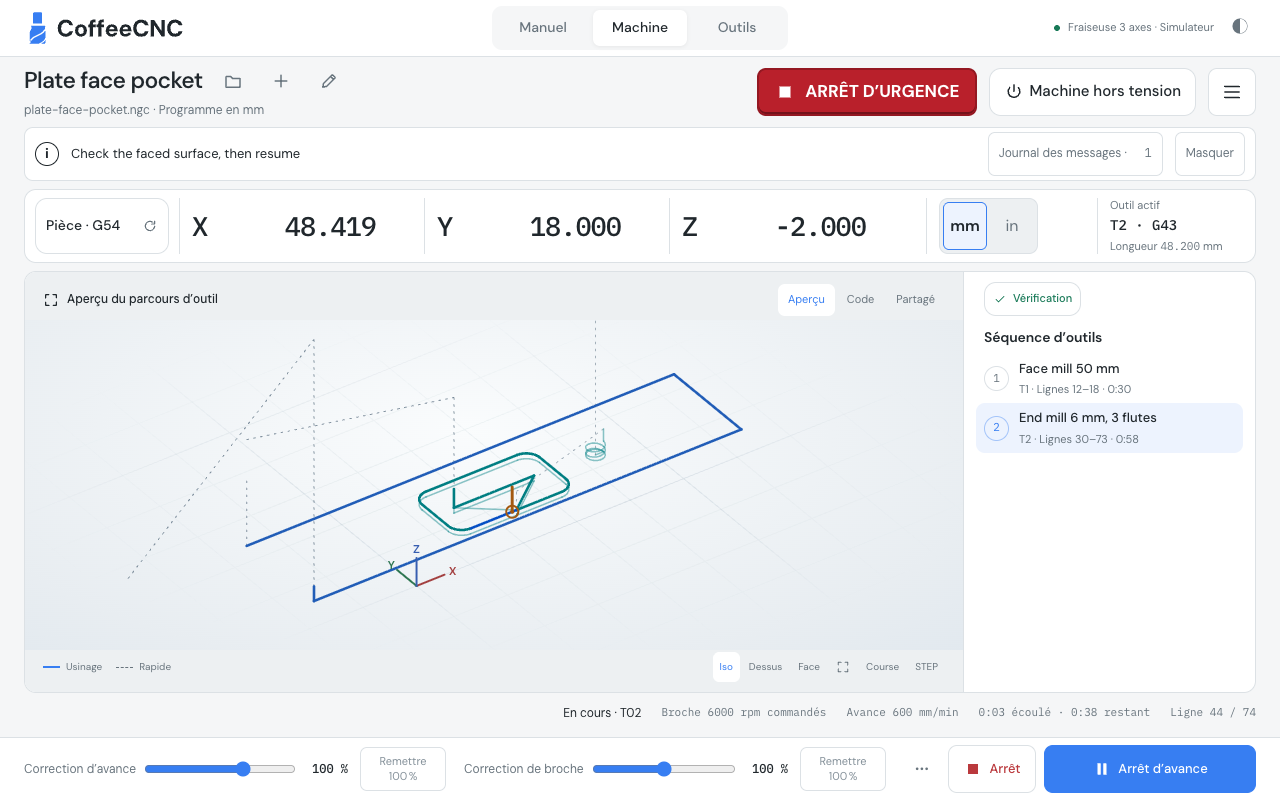 CoffeeCNC
Manuel
Machine
Outils
Fraiseuse 3 axes · Simulateur
Plate face pocket
plate-face-pocket.ngc · Programme en mm
ARRÊT D’URGENCE
Machine hors tension
i
Check the faced surface, then resume
Journal des messages · 1
Masquer
Pièce · G54
X 48.419
Y 18.000
Z -2.000
mm
in
Outil actif
T2 · G43
Longueur 48.200 mm
Aperçu du parcours d’outil
Aperçu
Code
Partagé
Z
Y
X
Usinage
Rapide
Iso
Dessus
Face
Course
STEP
Vérification
Séquence d’outils
1
Face mill 50 mm
T1 · Lignes 12–18 · 0:30
2
End mill 6 mm, 3 flutes
T2 · Lignes 30–73 · 0:58
En cours · T02
Broche 6000 rpm commandés
Avance 600 mm/min
0:03 écoulé · 0:38 restant
Ligne 44 / 74
Correction d’avance
100 %
Remettre
100 %
Correction de broche
100 %
Remettre
100 %
Arrêt
Arrêt d’avance